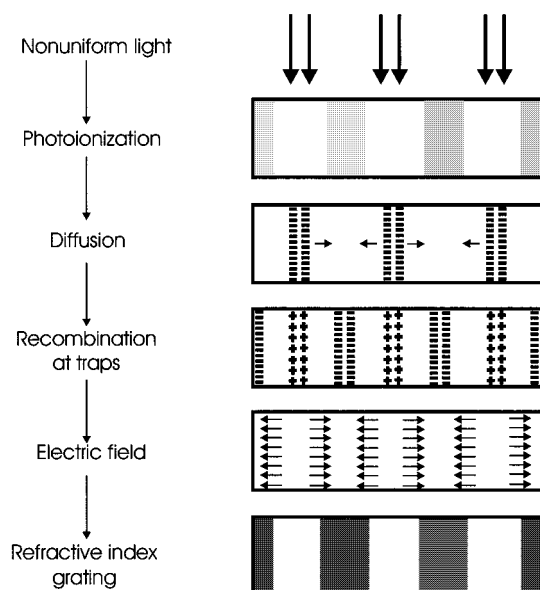 Nonuniform light
Photoionization
Diffusion
Recombination
at traps
Electric field
Refractive index
grating